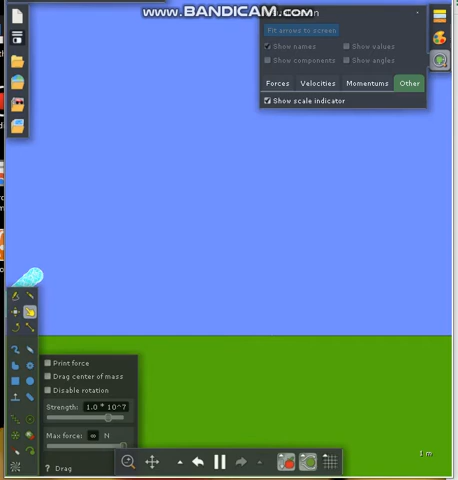 www.BANDICAM.com
Fit arrows to screen
Show names
Show values
Show components
Show angles
Forces
Velocities
Momentums
Other
Show scale indicator
Print force
Drag center of mass
Disable rotation
Strength: 1.0 * 10^7
Max force: ∞ N
? Drag
1 m